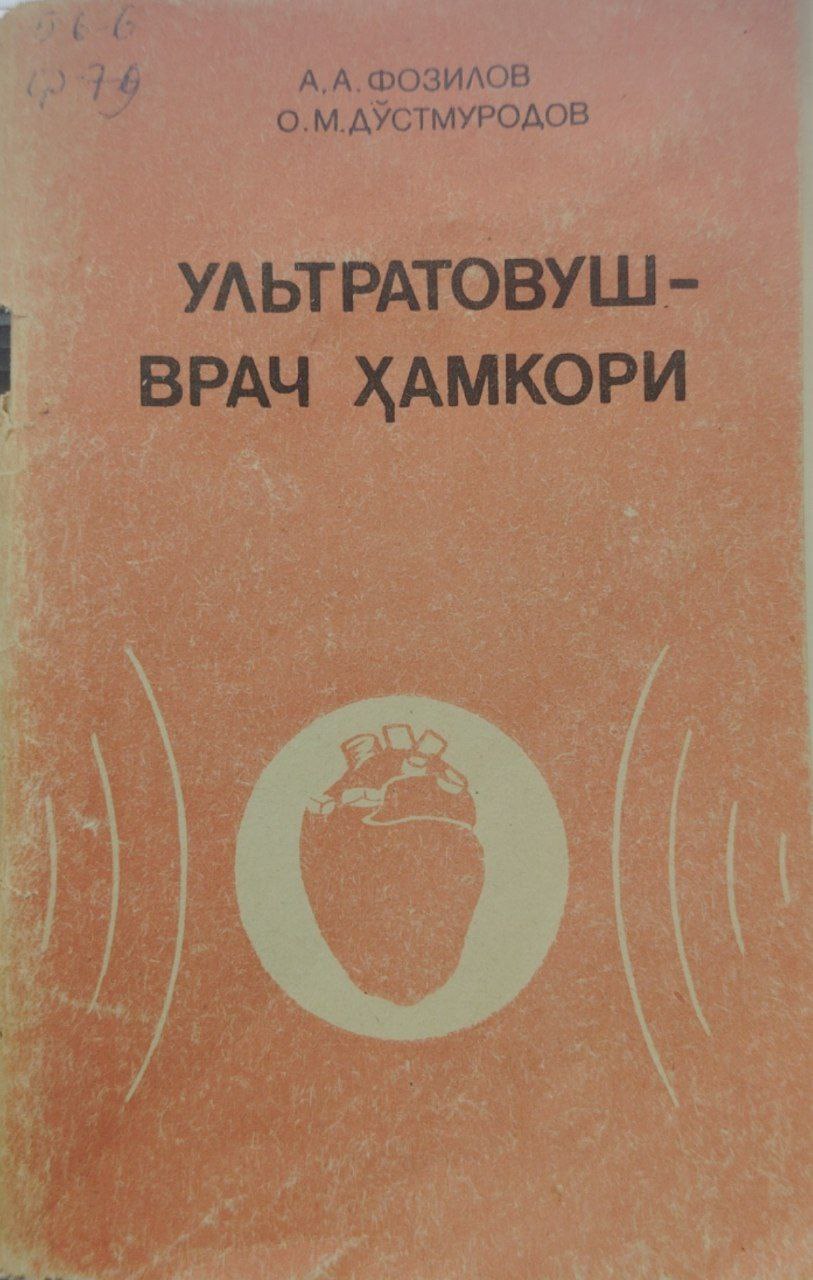 А. А. ФОЗИЛОВ
О. М. ДЎСТМУРОДОВ
УЛЬТРАТОВУШ-
ВРАЧ ҲАМКОРИ